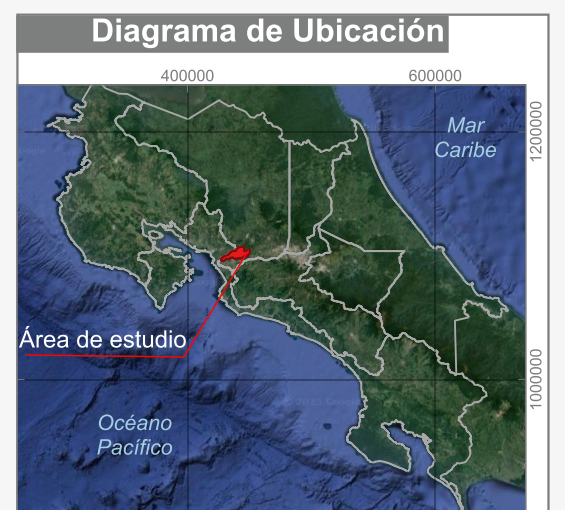 Diagrama de Ubicación
400000
600000
1200000
Mar
Caribe
Área de estudio
1000000
Océano
Pacífico